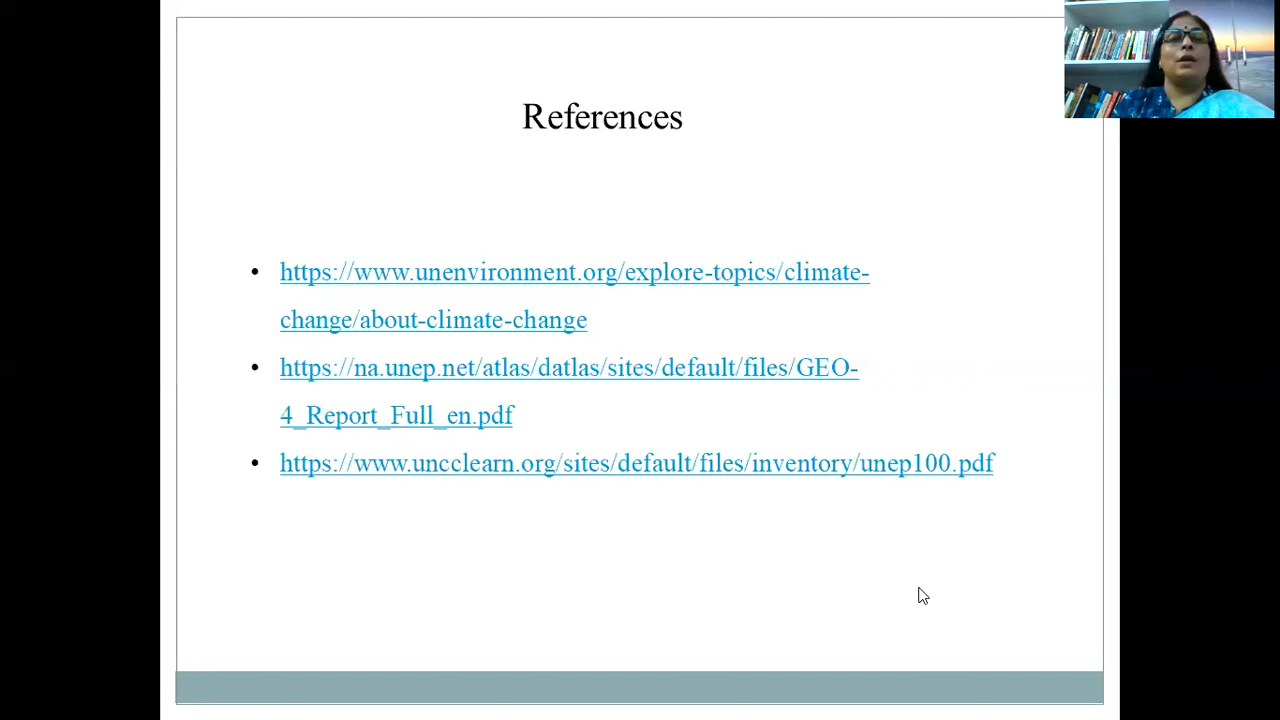 References
• https://www.unenvironment.org/explore-topics/climate-
change/about-climate-change
• https://na.unep.net/atlas/datlas/sites/default/files/GEO-
4_Report_Full_en.pdf
• https://www.uncclearn.org/sites/default/files/inventory/unep100.pdf